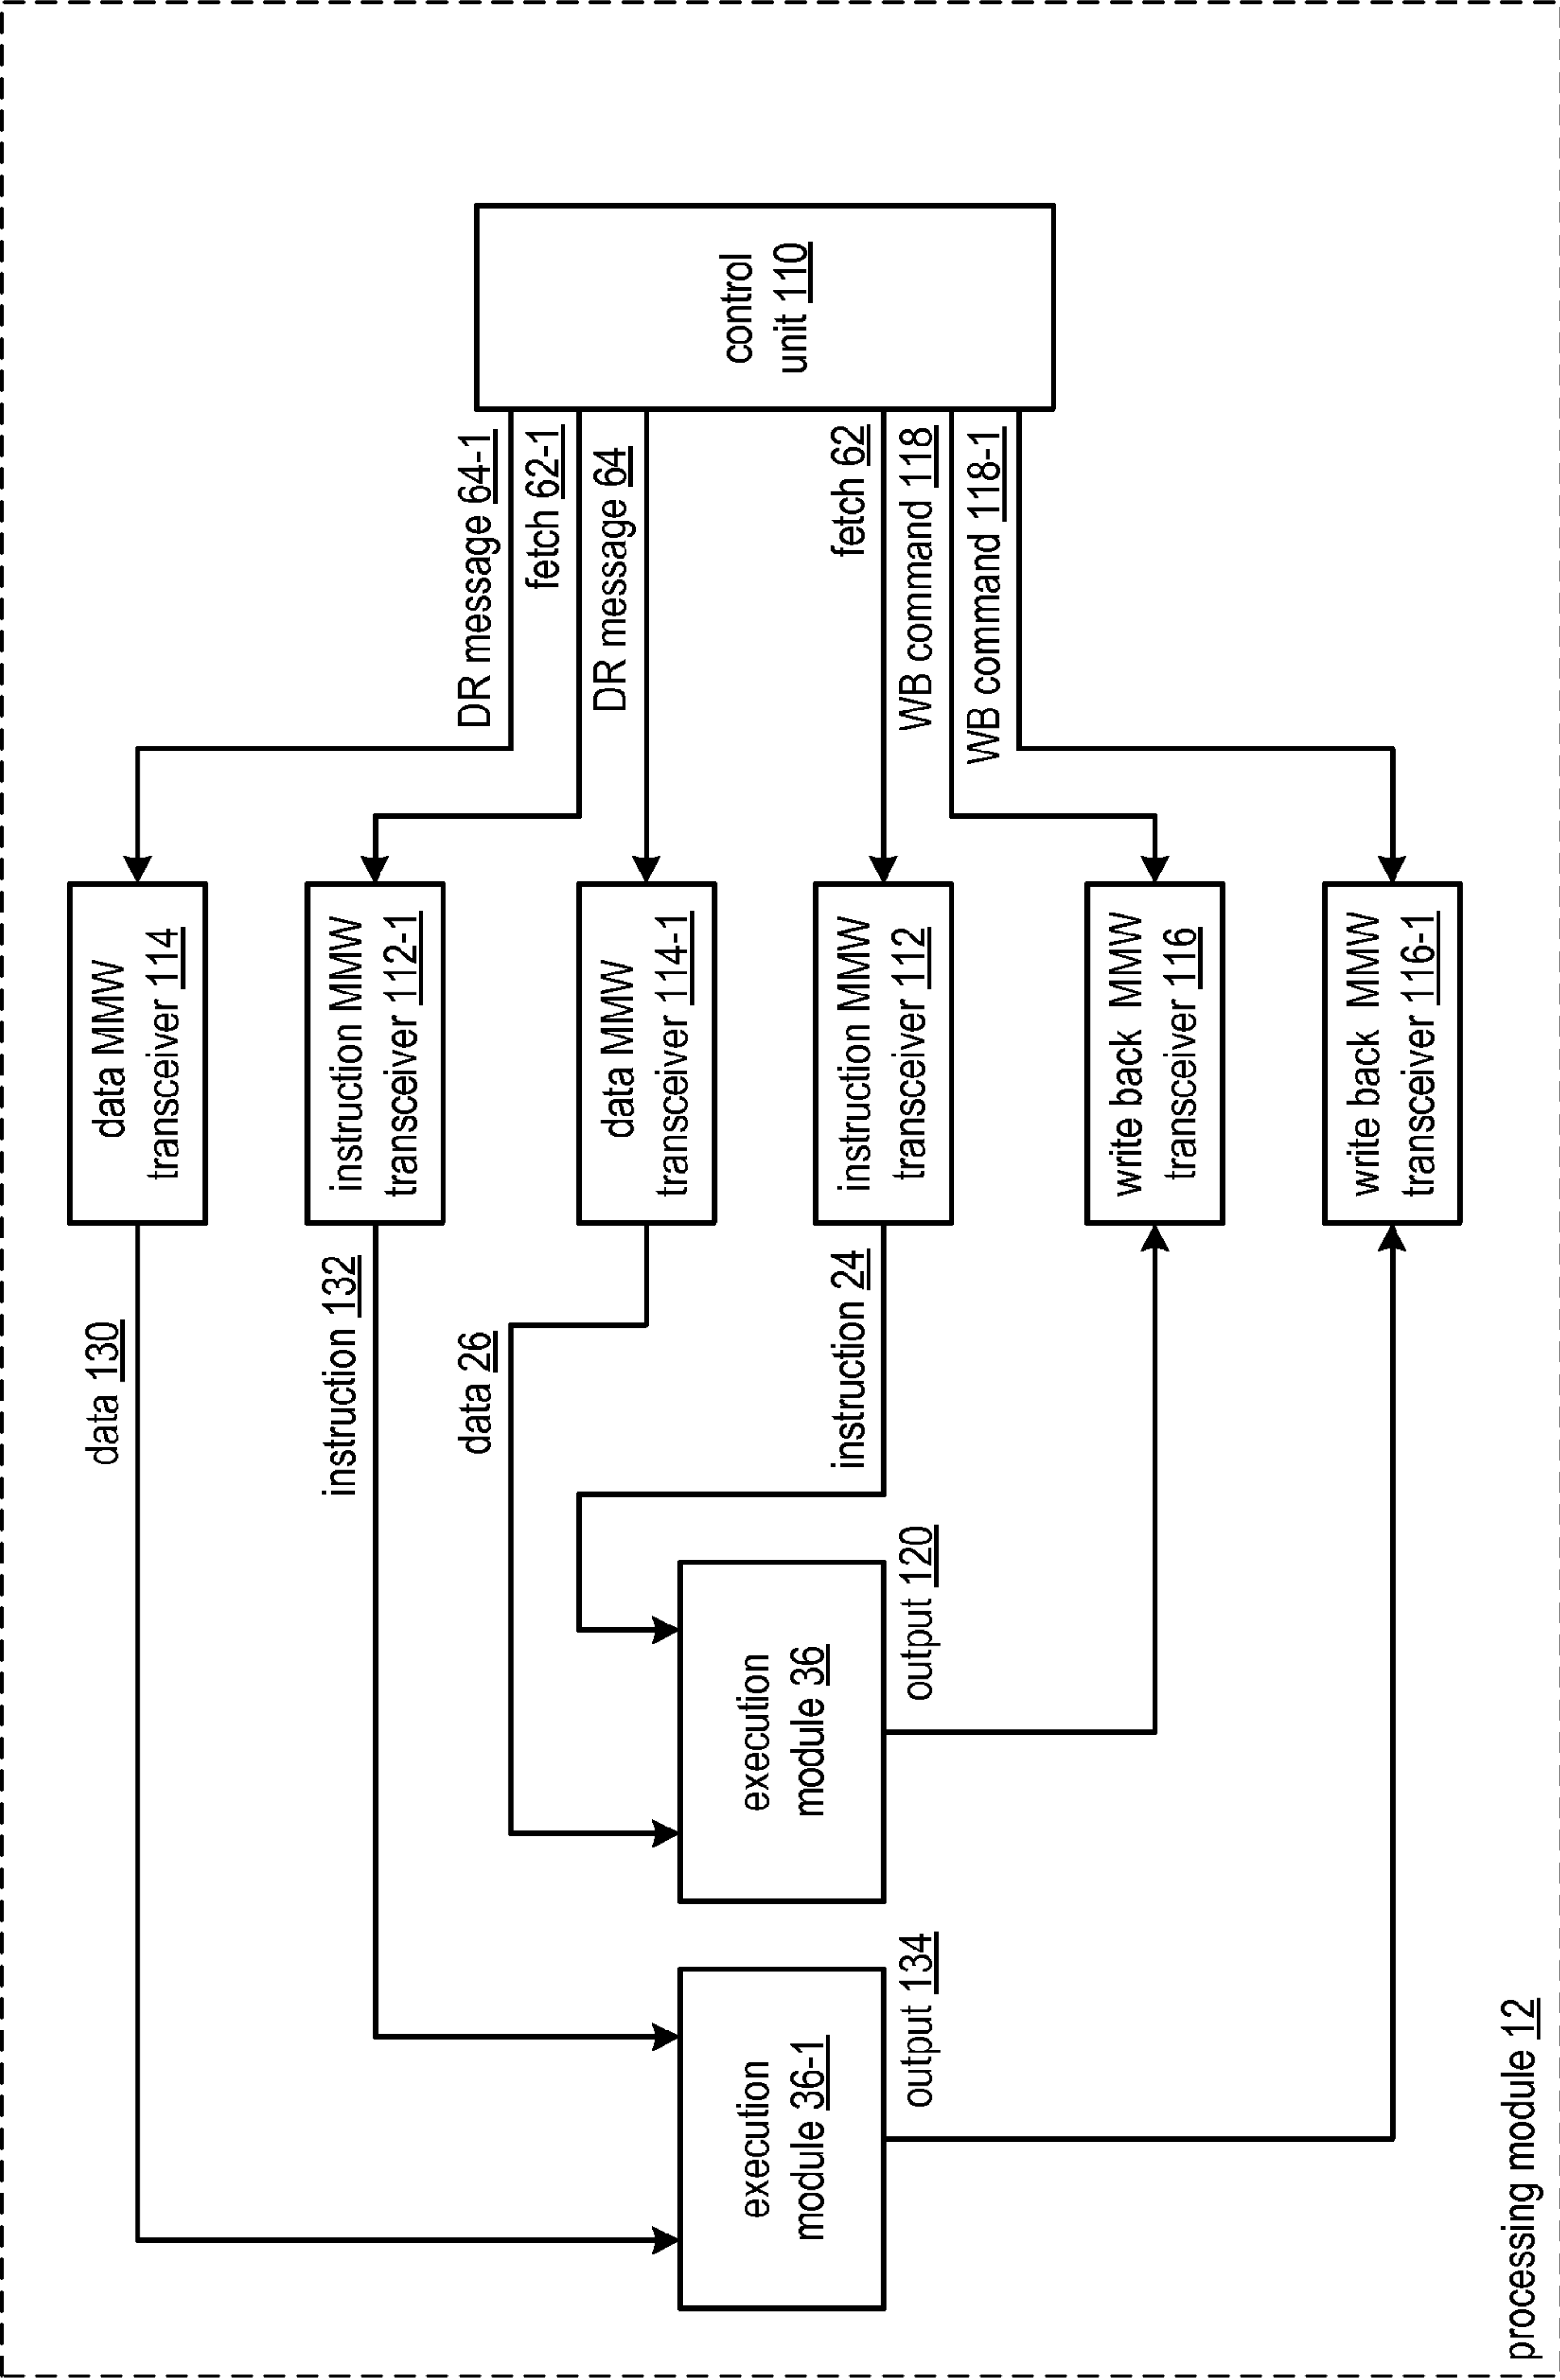 data MMW
transceiver 114
instruction MMW
transceiver 112-1
data MMW
transceiver 114-1
instruction MMW
transceiver 112
write back MMW
transceiver 116
write back MMW
transceiver 116-1
control
unit 110
DR message 64-1
fetch 62-1
DR message 64
fetch 62
WB command 118
WB command 118-1
data 130
instruction 132
data 26
instruction 24
execution
module 36-1
execution
module 36
output 134
output 120
processing module 12